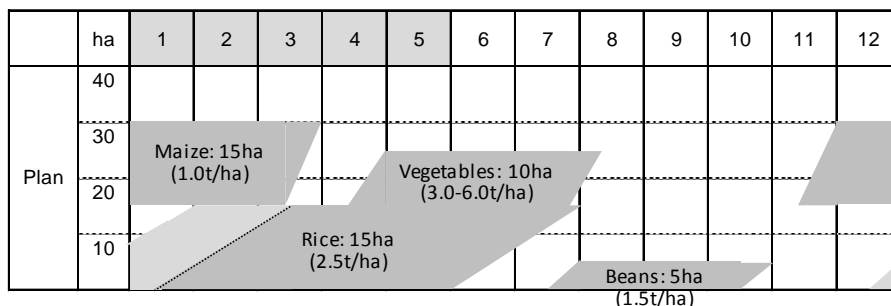 ha 1 2 3 4 5 6 7 8 9 10 11 12
40
30
Maize: 15ha
(1.0t/ha)
Vegetables: 10ha
(3.0-6.0t/ha)
Plan
20
Rice: 15ha
(2.5t/ha)
10
Beans: 5ha
(1.5t/ha)